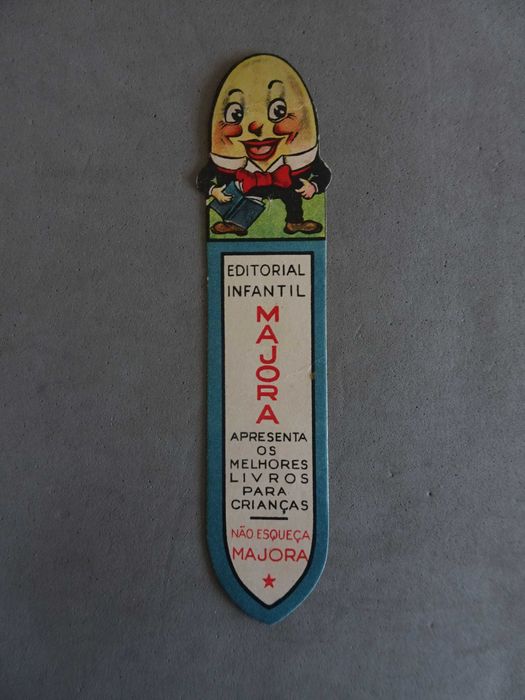 EDITORIAL
INFANTIL
MAJORA
APRESENTA
OS
MELHORES
LIVROS
PARA
CRIANÇAS
NÃO ESQUEÇA
MAJORA